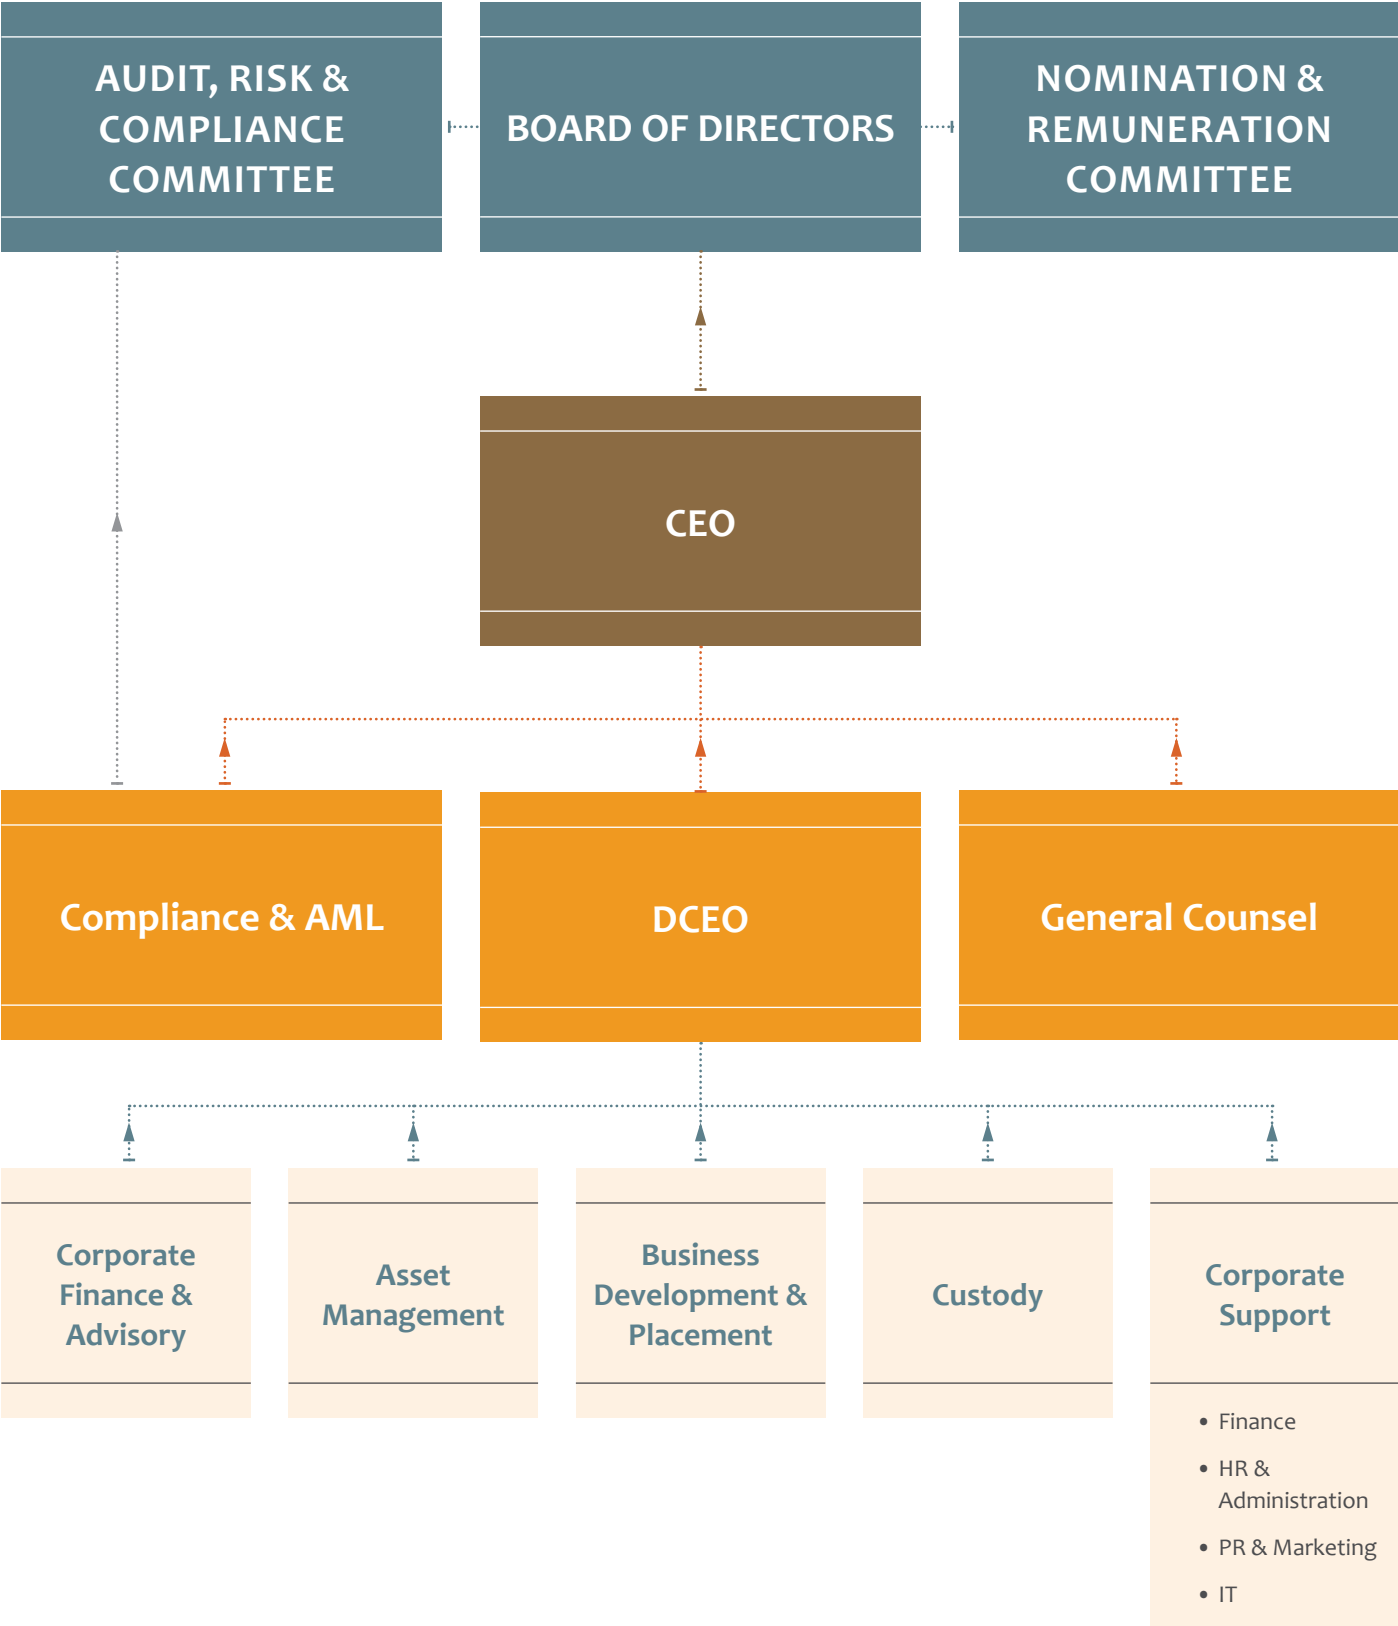 AUDIT, RISK &
COMPLIANCE
COMMITTEE
BOARD OF DIRECTORS
NOMINATION &
REMUNERATION
COMMITTEE
CEO
Compliance & AML
DCEO
General Counsel
Corporate
Finance &
Advisory
Asset
Management
Business
Development &
Placement
Custody
Corporate
Support
• Finance
• HR &
Administration
• PR & Marketing
• IT